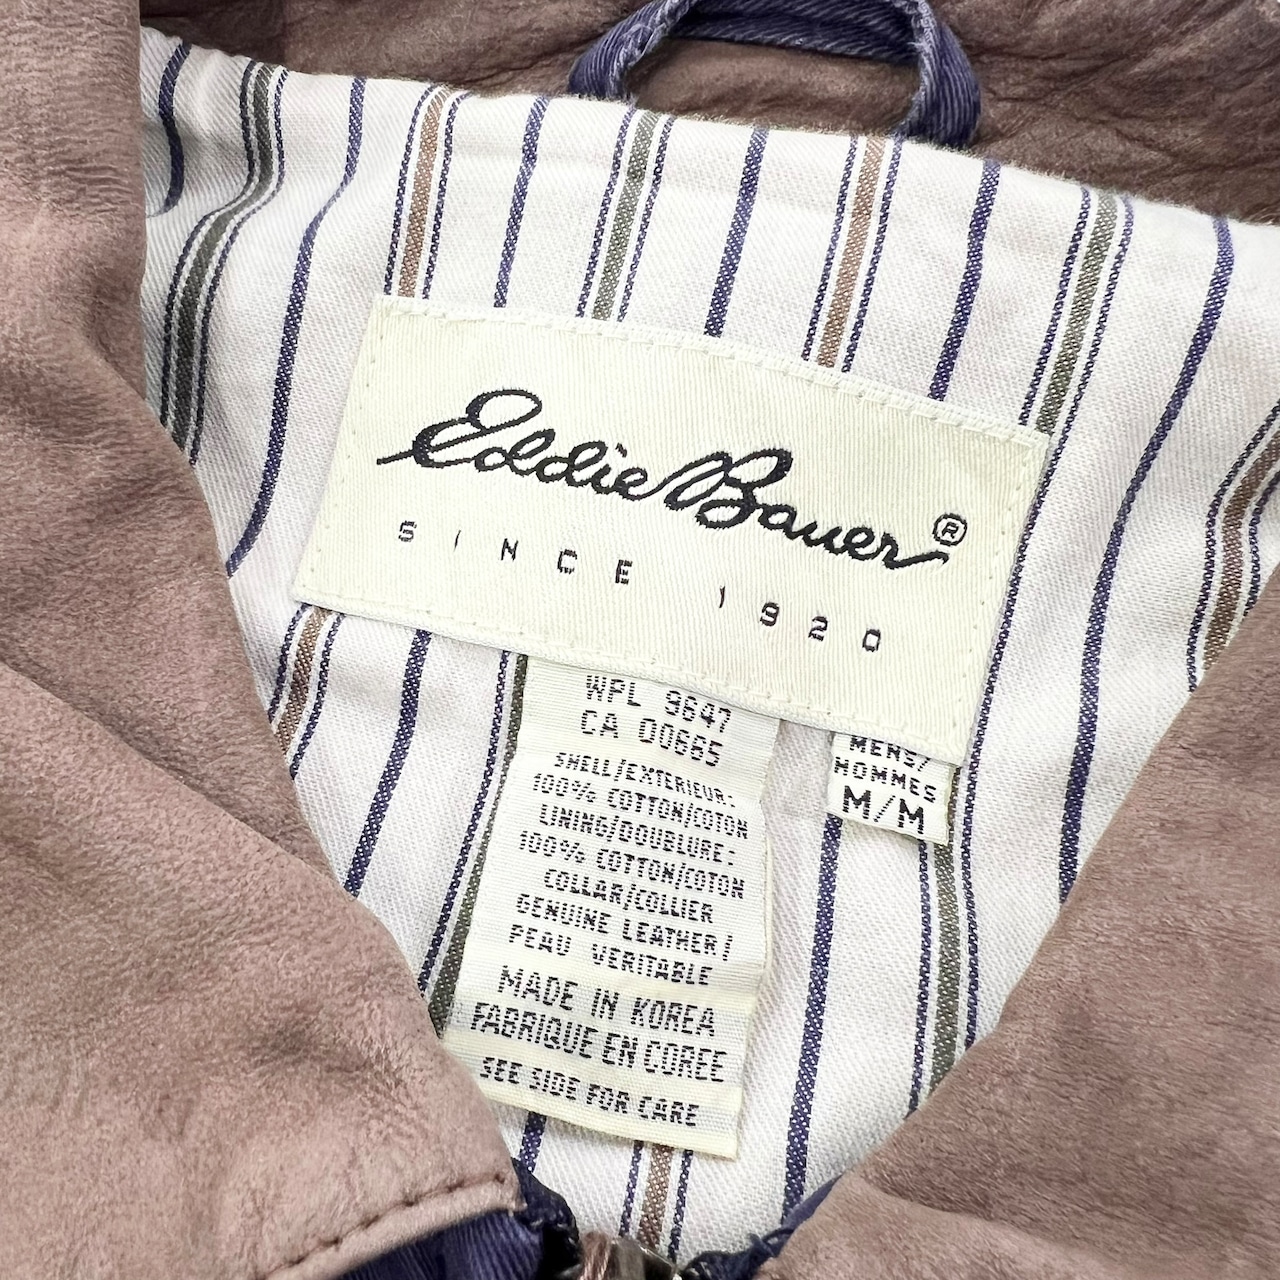 Eddie Bauer®
SINCE 1920
WPL 9647
CA 00665
SHELL/EXTERIEUR:
100% COTTON/COTON
LINING/DOUBLURE:
100% COTTON/COTON
COLLAR/COLLIER
GENUINE LEATHER/
PEAU VERITABLE
MADE IN KOREA
FABRIQUE EN COREE
SEE SIDE FOR CARE
MENS/
HOMMES
M/M